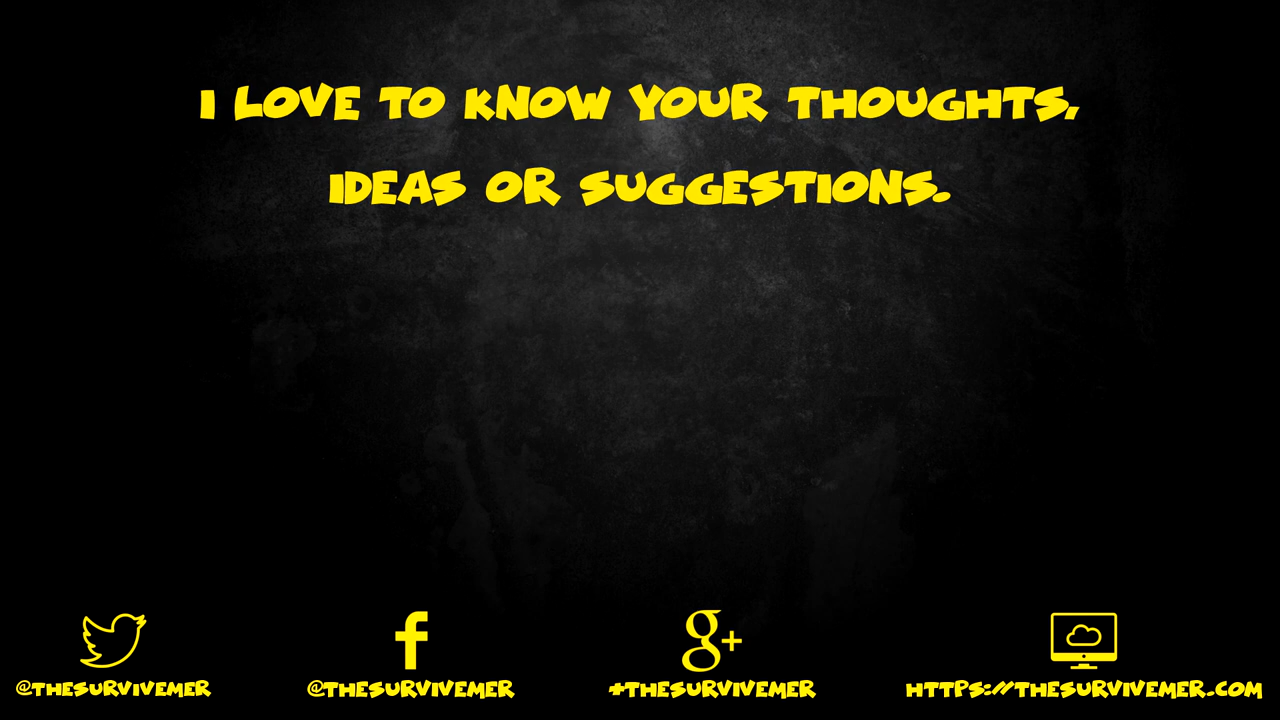 I LOVE TO KNOW YOUR THOUGHTS,
IDEAS OR SUGGESTIONS.
@THESURVIVEMER
@THESURVIVEMER
+THESURVIVEMER
HTTPS://THESURVIVEMER.COM